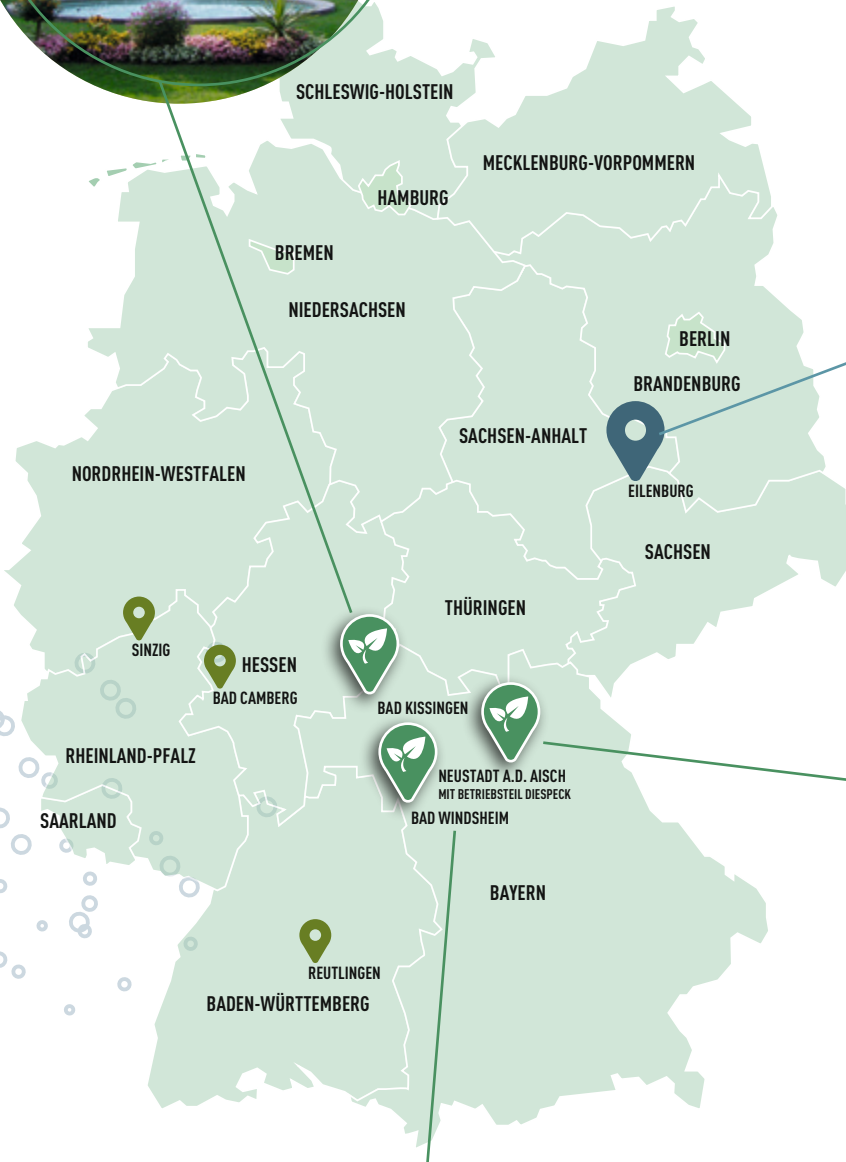 SCHLESWIG-HOLSTEIN
MECKLENBURG-VORPOMMERN
HAMBURG
BREMEN
NIEDERSACHSEN
BERLIN
BRANDENBURG
SACHSEN-ANHALT
NORDRHEIN-WESTFALEN
EILENBURG
SACHSEN
THÜRINGEN
SINZIG
HESSEN
BAD CAMBERG
BAD KISSINGEN
RHEINLAND-PFALZ
NEUSTADT A.D. AISCH
MIT BETRIEBSTEIL DIESPECK
BAD WINDSHEIM
SAARLAND
BAYERN
REUTLINGEN
BADEN-WÜRTTEMBERG